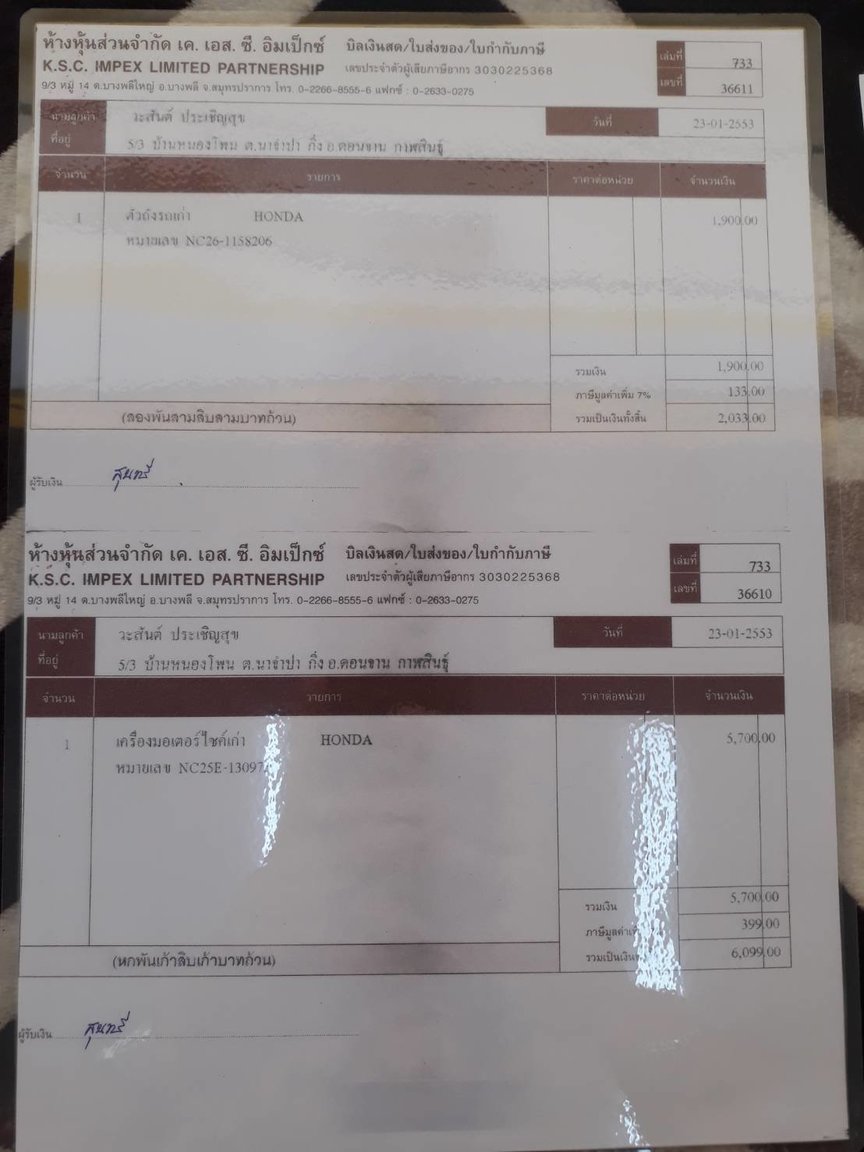 ห้างหุ้นส่วนจำกัด เค. เอส. ซี. อิมเป็กซ์ บิลเงินสด/ใบส่งของ/ใบกำกับภาษี เล่มที่ 733
K.S.C. IMPEX LIMITED PARTNERSHIP เลขประจำตัวผู้เสียภาษีอากร 3030225368 เลขที่ 36611
9/3 หมู่ 14 ต.บางพลีใหญ่ อ.บางพลี จ.สมุทรปราการ โทร. 0-2266-8555-6 แฟกซ์ : 0-2633-0275
นามลูกค้า วะสันต์ ประเชิญสุข วันที่ 23-01-2553
ที่อยู่ 5/3 บ้านหนองโพน ต.นาจำปา กิ่ง อ.ดอนจาน กาฬสินธุ์
จำนวน รายการ ราคาต่อหน่วย จำนวนเงิน
1 ตัวถังรถเก่า HONDA 1,900.00
หมายเลข NC26-1158206
รวมเงิน 1,900.00
ภาษีมูลค่าเพิ่ม 7% 133.00
(สองพันสามสิบสามบาทถ้วน) รวมเป็นเงินทั้งสิ้น 2,033.00
ผู้รับเงิน สุนทรี
ห้างหุ้นส่วนจำกัด เค. เอส. ซี. อิมเป็กซ์ บิลเงินสด/ใบส่งของ/ใบกำกับภาษี เล่มที่ 733
K.S.C. IMPEX LIMITED PARTNERSHIP เลขประจำตัวผู้เสียภาษีอากร 3030225368 เลขที่ 36610
9/3 หมู่ 14 ต.บางพลีใหญ่ อ.บางพลี จ.สมุทรปราการ โทร. 0-2266-8555-6 แฟกซ์ : 0-2633-0275
นามลูกค้า วะสันต์ ประเชิญสุข วันที่ 23-01-2553
ที่อยู่ 5/3 บ้านหนองโพน ต.นาจำปา กิ่ง อ.ดอนจาน กาฬสินธุ์
จำนวน รายการ ราคาต่อหน่วย จำนวนเงิน
1 เครื่องมอเตอร์ไซค์เก่า HONDA 5,700.00
หมายเลข
รวมเงิน 5,700.00
399.00
(หกพันเก้าสิบเก้าบาทถ้วน) 6,099.00
ผู้รับเงิน สุนทรี